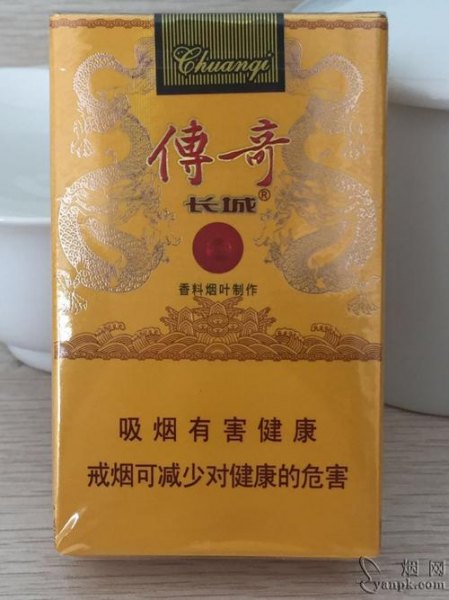 Chuanqi
傳奇
长城®
香料烟叶制作
吸烟有害健康
戒烟可减少对健康的危害
一烟网
yanpk.com